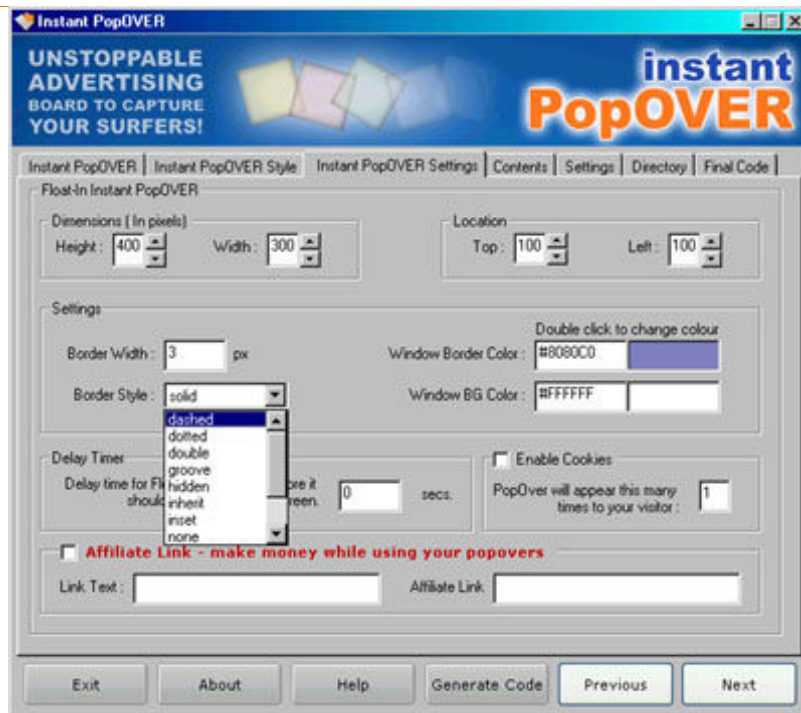 Instant PopOVER
UNSTOPPABLE
ADVERTISING
BOARD TO CAPTURE
YOUR SURFERS!
instant
PopOVER
Instant PopOVER Instant PopOVER Style Instant PopOVER Settings Contents Settings Directory Final Code
Float-In Instant PopOVER
Dimensions ( In pixels) Location
Height : 400 Width : 300 Top : 100 Left : 100
Settings
Double click to change colour
Border Width : 3 px Window Border Color : #8080C0
Border Style : solid Window BG Color : #FFFFFF
dashed
dotted
double
groove
hidden
inherit
inset
none
Delay Timer Enable Cookies
Delay time for it
0 secs. PopOver will appear this many
times to your visitor : 1
Affiliate Link - make money while using your popovers
Link Text : Affiliate Link
Exit About Help Generate Code Previous Next